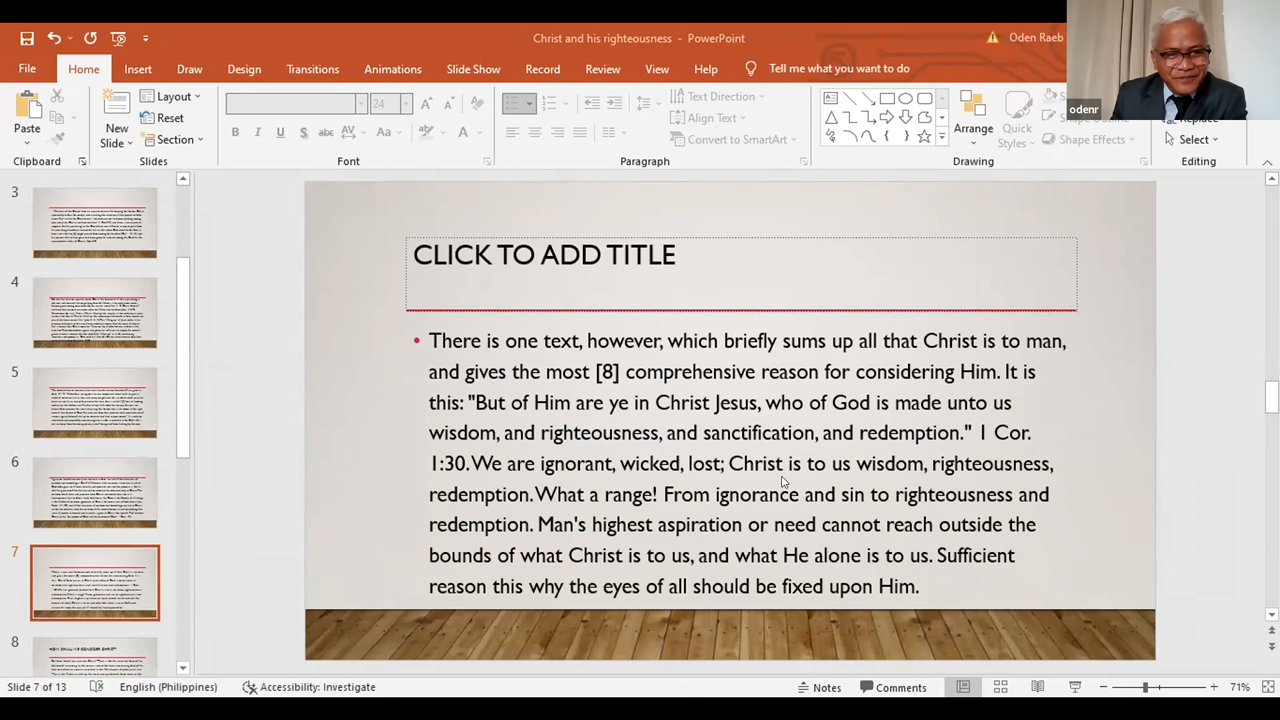 Christ and his righteousness - PowerPoint
Oden Raeb
File Home Insert Draw Design Transitions Animations Slide Show Record Review View Help Tell me what you want to do
odenr
Paste
New Slide
Layout
Reset
Section
24
Text Direction
Align Text
Convert to SmartArt
Arrange
Quick Styles
Shape Effects
Replace
Select
Clipboard Slides Font Paragraph Drawing Editing
3
4
5
6
7
8
CLICK TO ADD TITLE
• There is one text, however, which briefly sums up all that Christ is to man,
and gives the most [8] comprehensive reason for considering Him. It is
this: "But of Him are ye in Christ Jesus, who of God is made unto us
wisdom, and righteousness, and sanctification, and redemption." 1 Cor.
1:30. We are ignorant, wicked, lost; Christ is to us wisdom, righteousness,
redemption. What a range! From ignorance and sin to righteousness and
redemption. Man's highest aspiration or need cannot reach outside the
bounds of what Christ is to us, and what He alone is to us. Sufficient
reason this why the eyes of all should be fixed upon Him.
Slide 7 of 13 English (Philippines) Accessibility: Investigate Notes Comments 71%